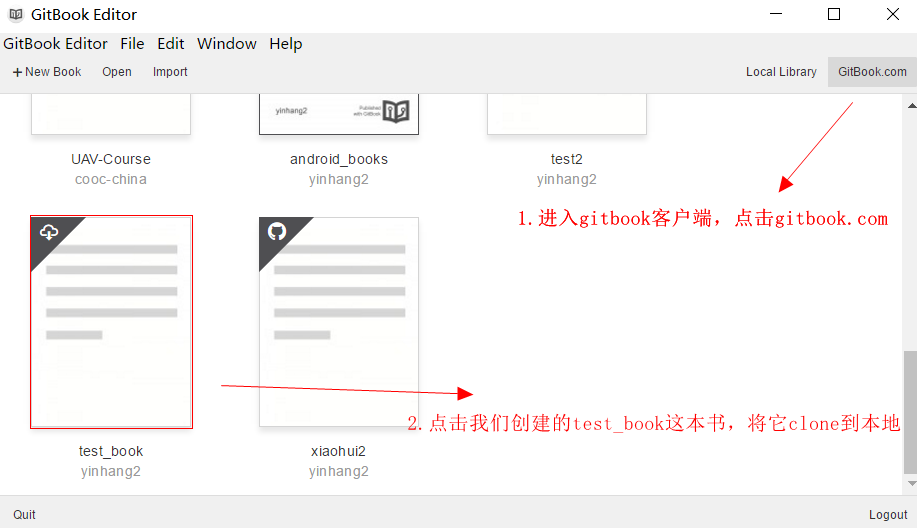 GitBook Editor
GitBook Editor File Edit Window Help
+ New Book Open Import Local Library GitBook.com
yinhang2 Published
with GitBook
UAV-Course android_books test2
cooc-china yinhang2 yinhang2
1.进入gitbook客户端，点击gitbook.com
2.点击我们创建的test_book这本书，将它clone到本地
test_book xiaohui2
yinhang2 yinhang2
Quit Logout